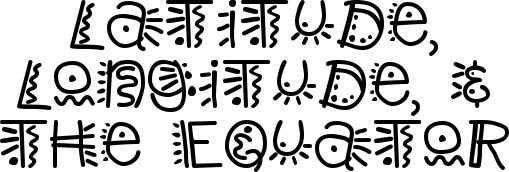 Latitude,
Longitude, &
the Equator